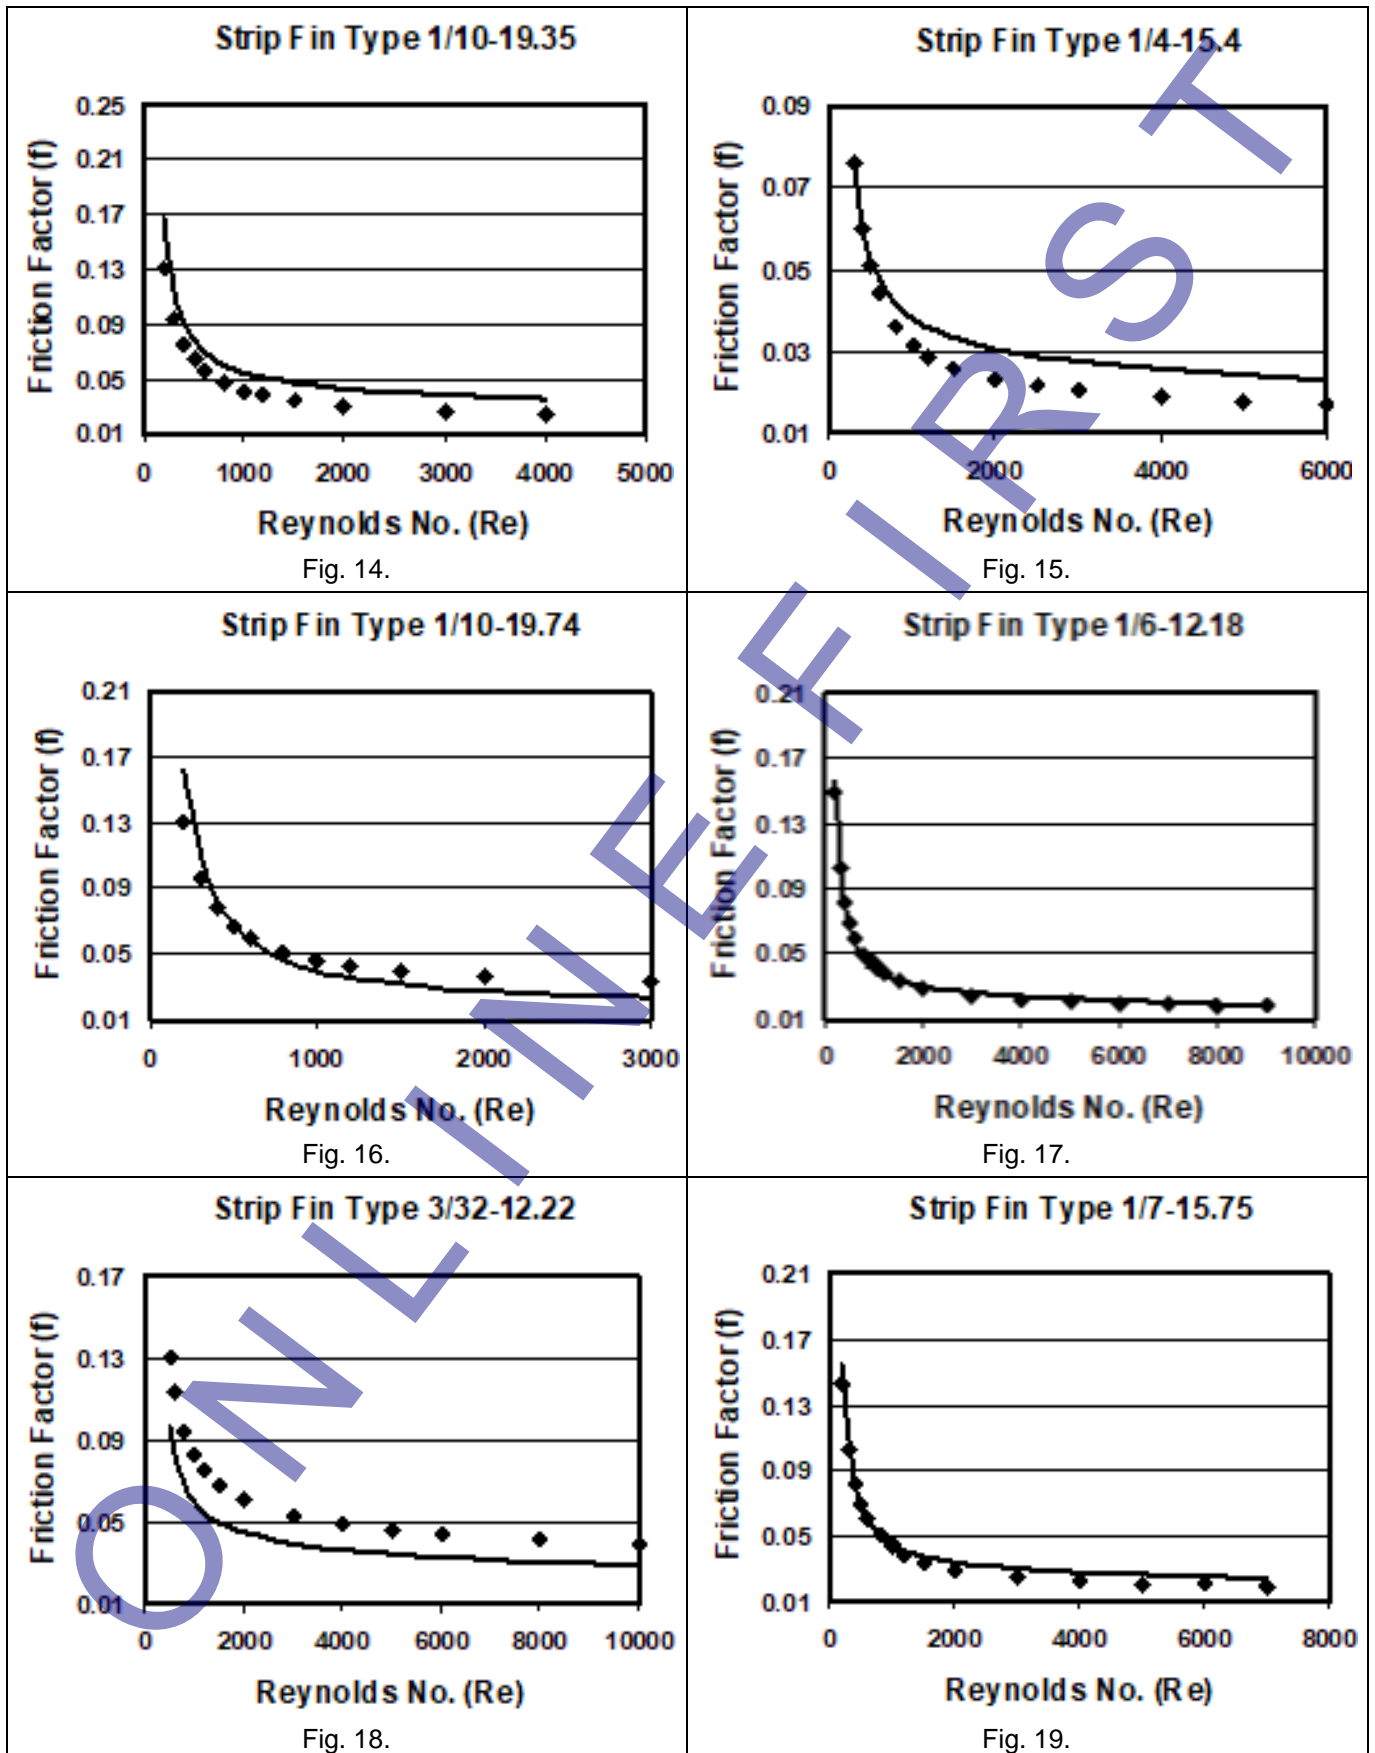 Strip Fin Type 1/10-19.35
Friction Factor (f)
0.25
0.21
0.17
0.13
0.09
0.05
0.01
0 1000 2000 3000 4000 5000
Reynolds No. (Re)
Fig. 14.
Strip Fin Type 1/4-15.4
Friction Factor (f)
0.09
0.07
0.05
0.03
0.01
0 2000 4000 6000
Reynolds No. (Re)
Fig. 15.
Strip Fin Type 1/10-19.74
Friction Factor (f)
0.21
0.17
0.13
0.09
0.05
0.01
0 1000 2000 3000
Reynolds No. (Re)
Fig. 16.
Strip Fin Type 1/6-12.18
Friction Factor (f)
0.21
0.17
0.13
0.09
0.05
0.01
0 2000 4000 6000 8000 10000
Reynolds No. (Re)
Fig. 17.
Strip Fin Type 3/32-12.22
Friction Factor (f)
0.17
0.13
0.09
0.05
0.01
0 2000 4000 6000 8000 10000
Reynolds No. (Re)
Fig. 18.
Strip Fin Type 1/7-15.75
Friction Factor (f)
0.21
0.17
0.13
0.09
0.05
0.01
0 2000 4000 6000 8000
Reynolds No. (Re)
Fig. 19.
ONLINE FIRST